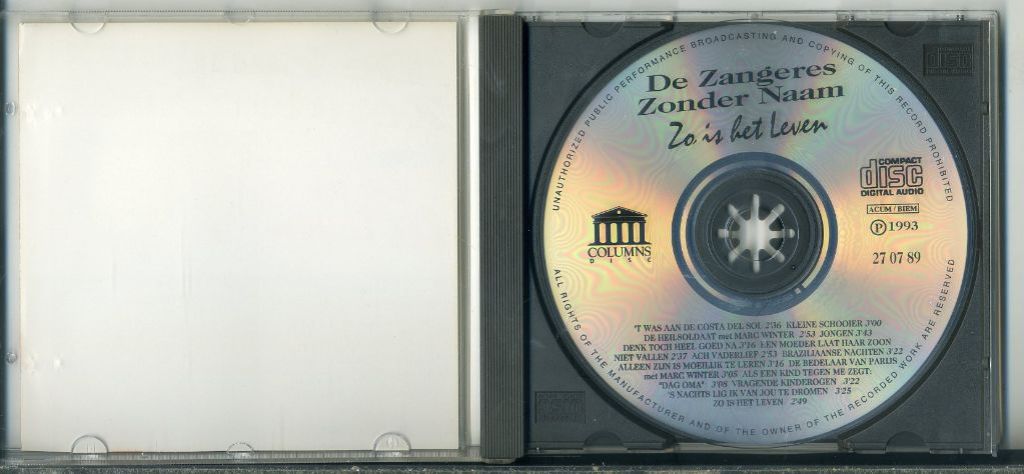 UNAUTHORIZED PUBLIC PERFORMANCE BROADCASTING AND COPYING OF THIS RECORD PROHIBITED
De Zangeres
Zonder Naam
Zo is het Leven
COMPACT
disc
DIGITAL AUDIO
ACUM / BIEM
℗ 1993
27 07 89
COLUMNS
DISC
'T WAS AAN DE COSTA DEL SOL 2'36 KLEINE SCHOOIER 3'00
DE HEILSOLDAAT met MARC WINTER 2'53 JONGEN 3'43
DENK TOCH HEEL GOED NA 3'16 EEN MOEDER LAAT HAAR ZOON
NIET VALLEN 2'37 ACH VADERLIEF 2'53 BRAZILIAANSE NACHTEN 3'22
ALLEEN ZIJN IS MOEILIJK TE LEREN 3'16 DE BEDELAAR VAN PARIJS
met MARC WINTER 3'05 ALS EEN KIND TEGEN ME ZEGT:
"DAG OMA" 3'08 VRAGENDE KINDEROGEN 3'22
'S NACHTS LIG IK VAN JOU TE DROMEN 3'25
ZO IS HET LEVEN 2'49
ALL RIGHTS OF THE MANUFACTURER AND OF THE OWNER OF THE RECORDED WORK ARE RESERVED